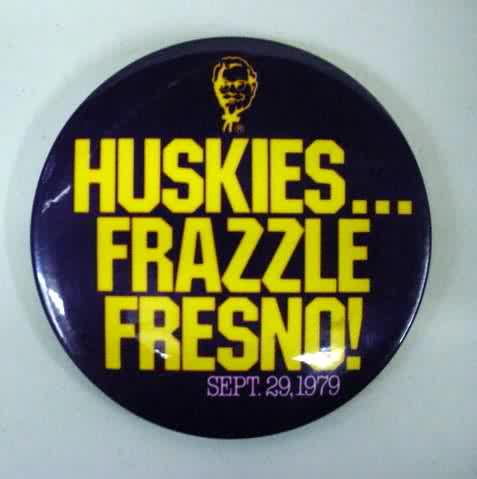 ®
HUSKIES...
FRAZZLE
FRESNO!
SEPT. 29, 1979